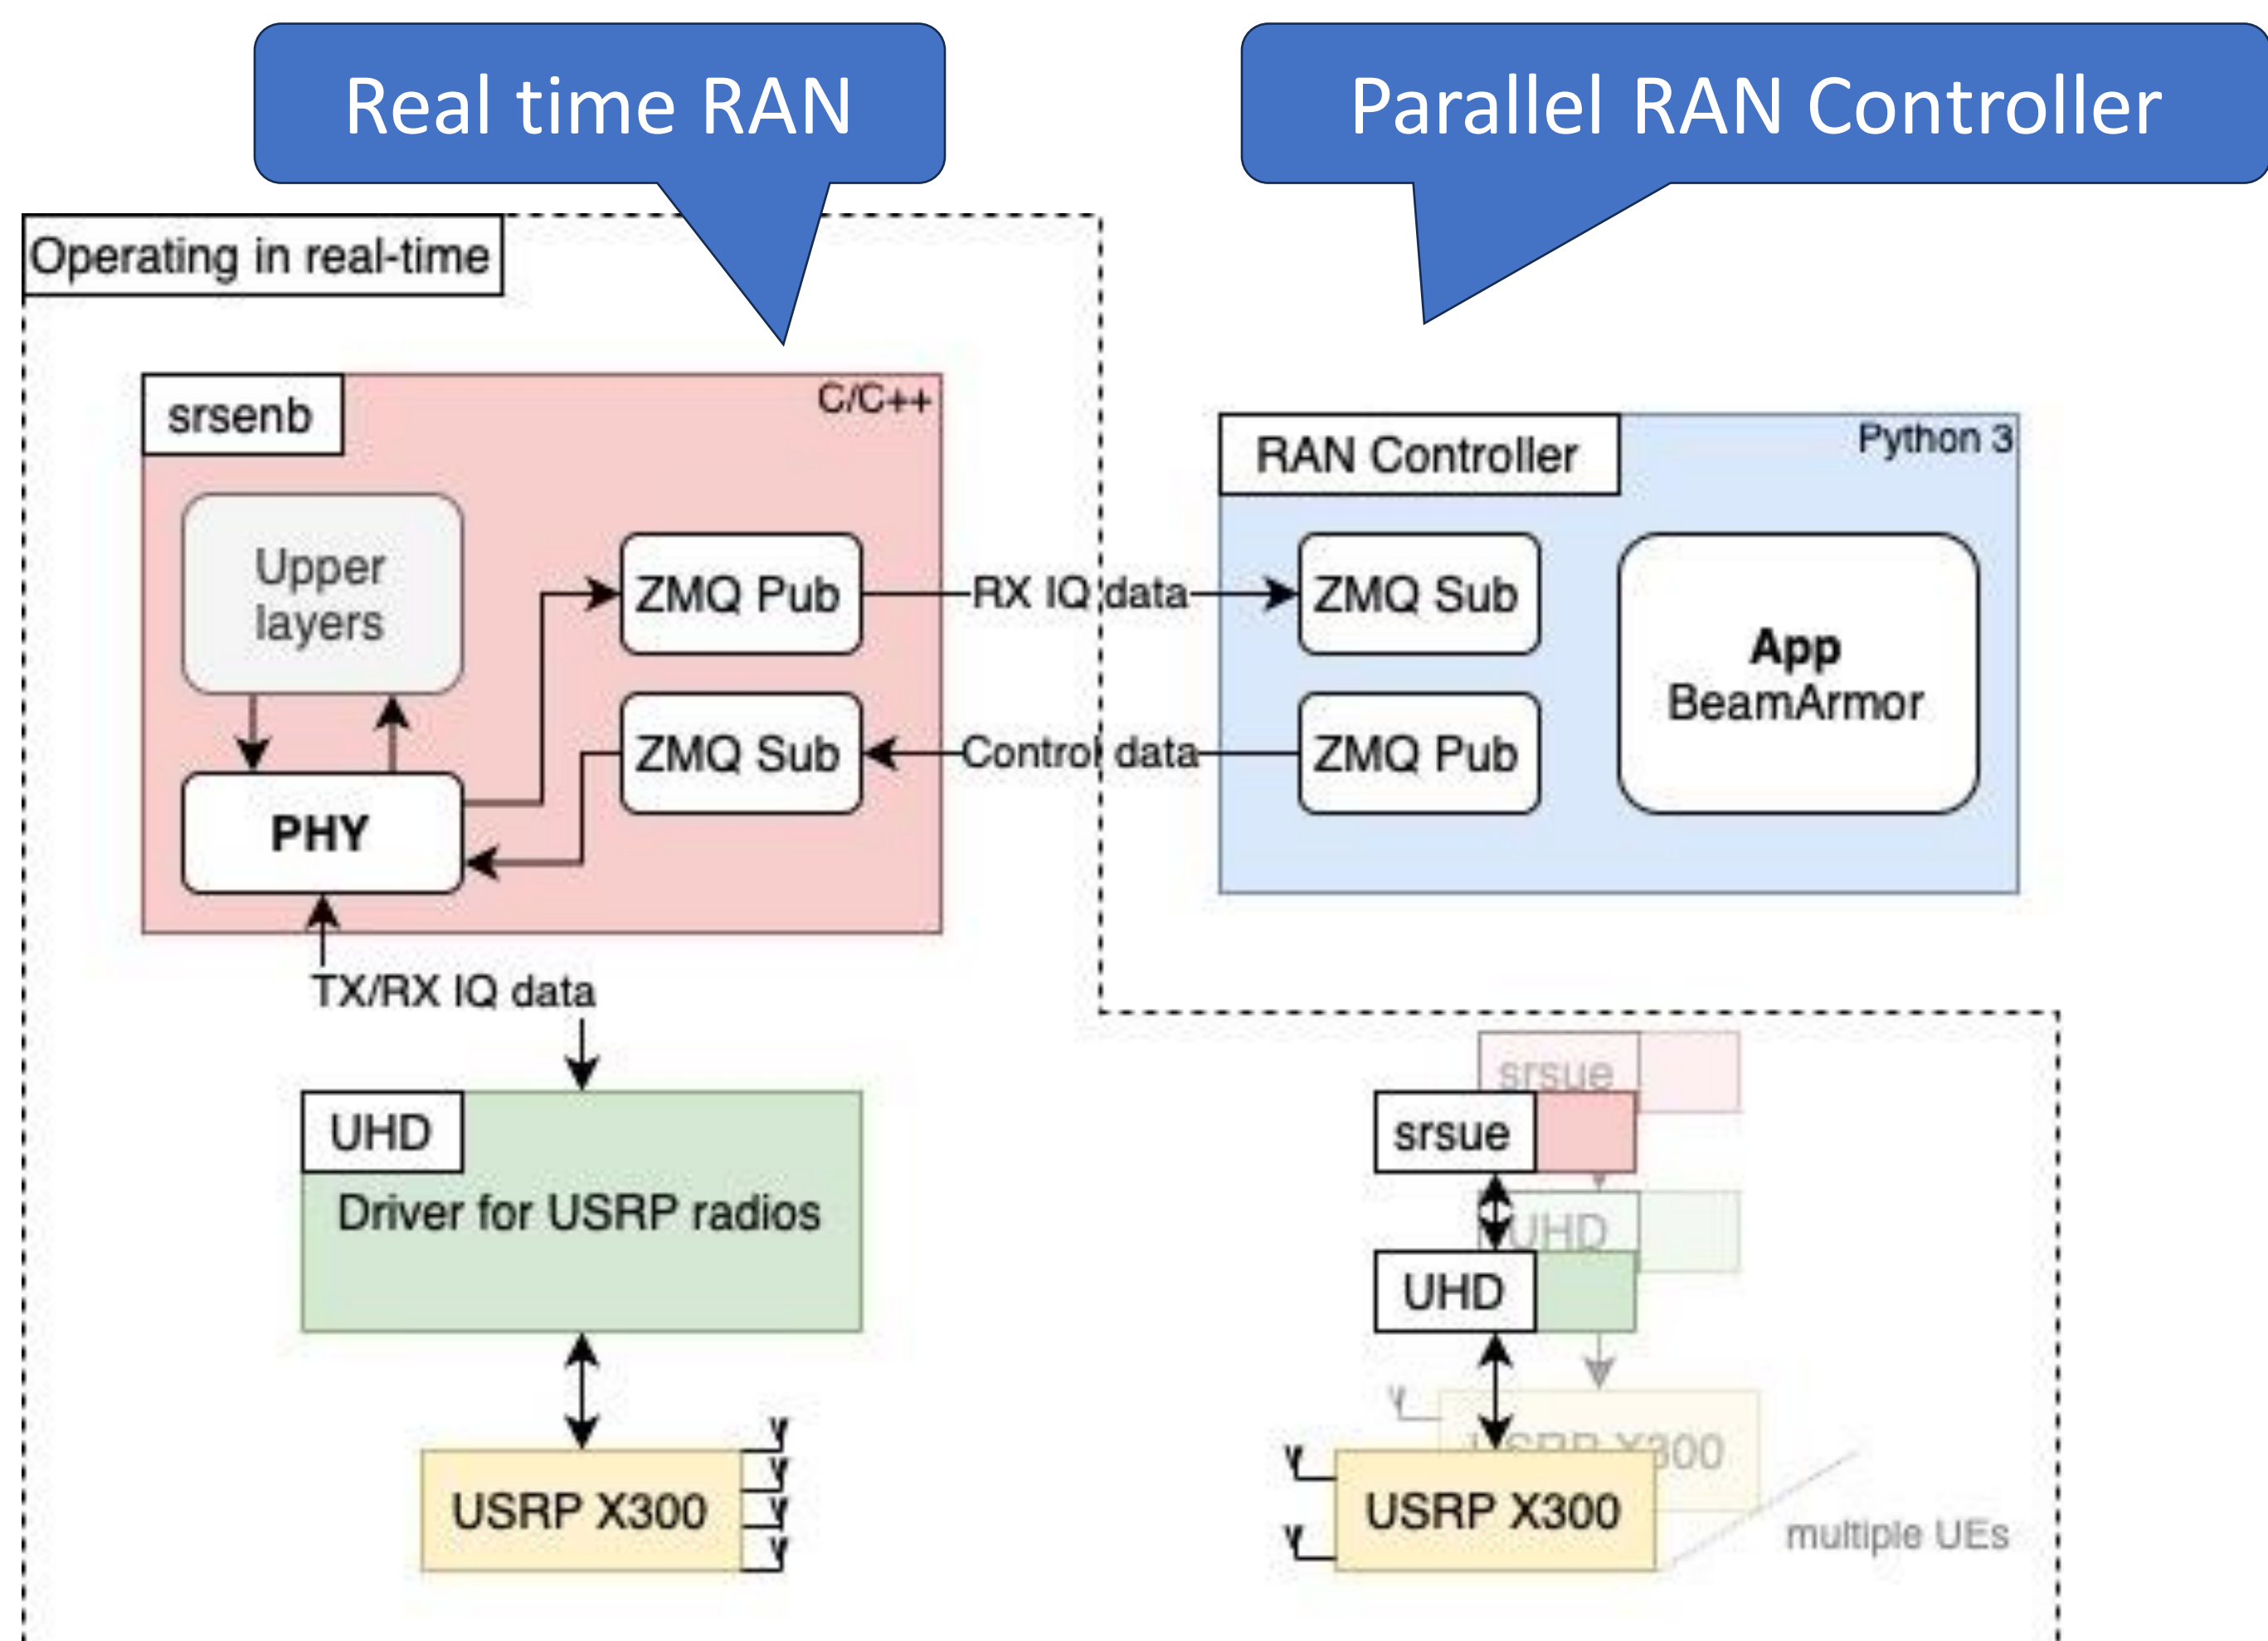 Real time RAN
Parallel RAN Controller
Operating in real-time
srsenb
C/C++
Upper
layers
PHY
ZMQ Pub
ZMQ Sub
RX IQ data
Control data
RAN Controller
Python 3
ZMQ Sub
ZMQ Pub
App
BeamArmor
TX/RX IQ data
UHD
Driver for USRP radios
USRP X300
srsue
srsue
UHD
UHD
USRP X300
USRP X300
multiple UEs